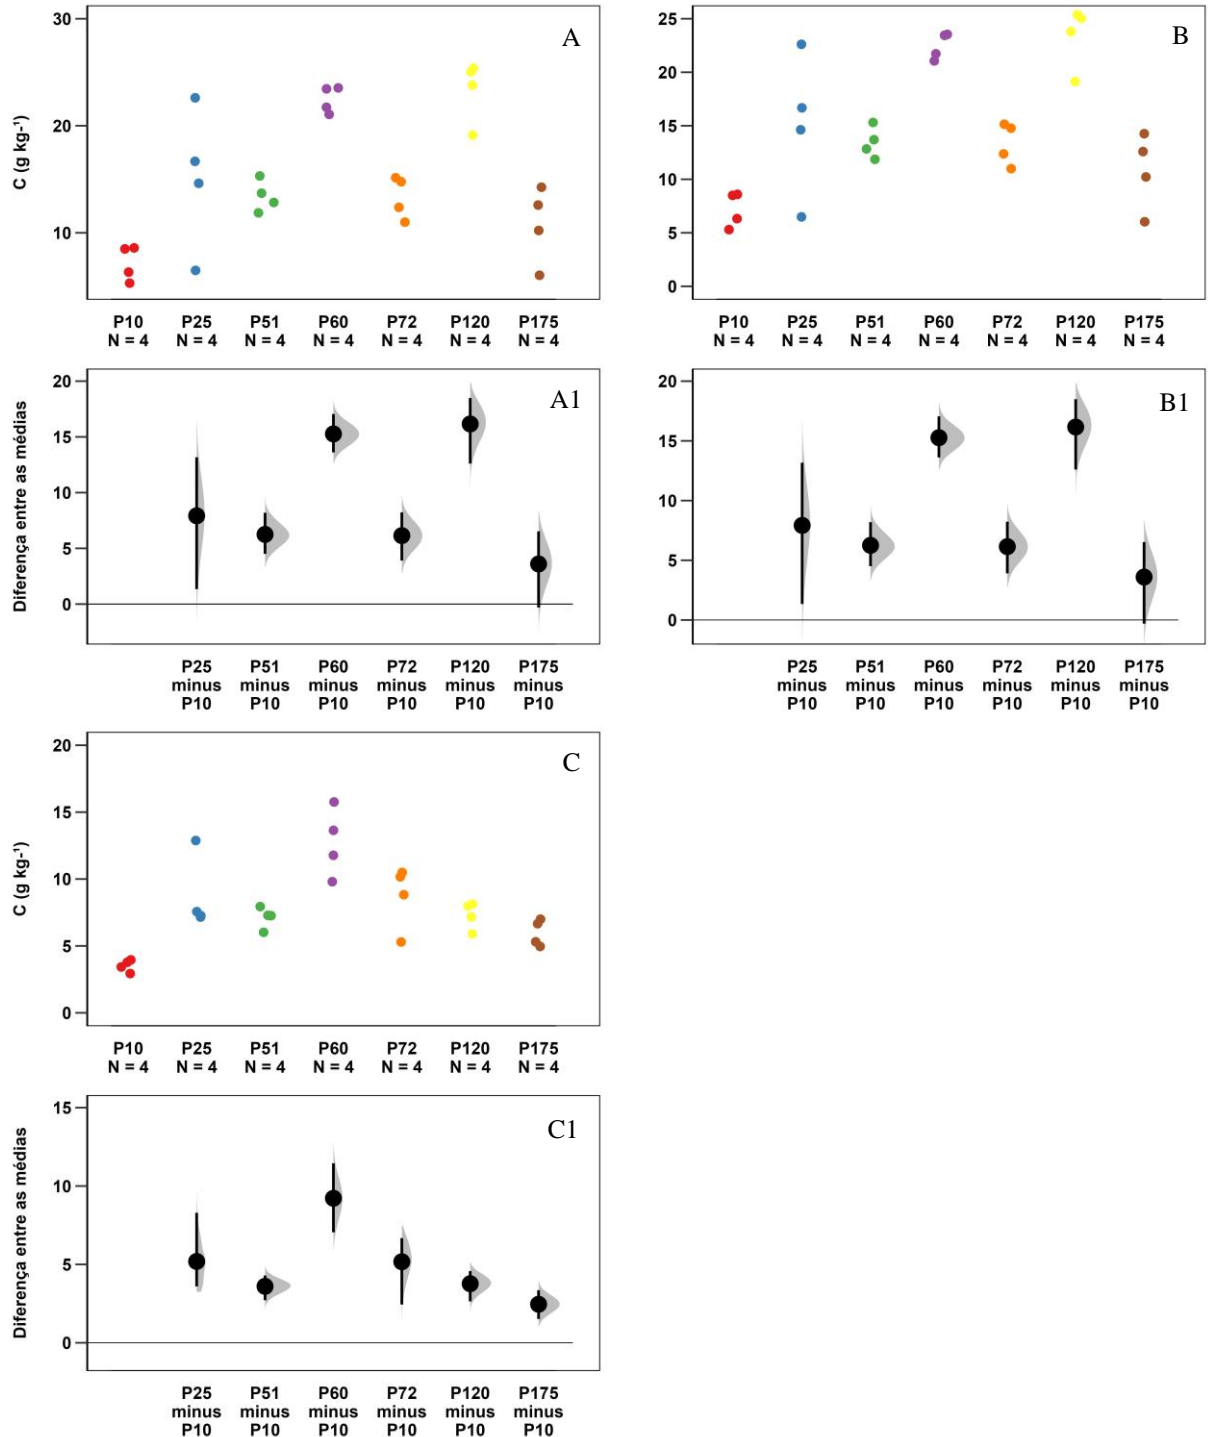 A
30
20
10
C (g kg-¹)
P10 P25 P51 P60 P72 P120 P175
N = 4 N = 4 N = 4 N = 4 N = 4 N = 4 N = 4
B
25
20
15
10
5
0
P10 P25 P51 P60 P72 P120 P175
N = 4 N = 4 N = 4 N = 4 N = 4 N = 4 N = 4
A1
20
15
10
5
0
Diferença entre as médias
P25 P51 P60 P72 P120 P175
minus minus minus minus minus minus
P10 P10 P10 P10 P10 P10
B1
20
15
10
5
0
P25 P51 P60 P72 P120 P175
minus minus minus minus minus minus
P10 P10 P10 P10 P10 P10
C
20
15
10
5
0
C (g kg-¹)
P10 P25 P51 P60 P72 P120 P175
N = 4 N = 4 N = 4 N = 4 N = 4 N = 4 N = 4
C1
15
10
5
0
Diferença entre as médias
P25 P51 P60 P72 P120 P175
minus minus minus minus minus minus
P10 P10 P10 P10 P10 P10